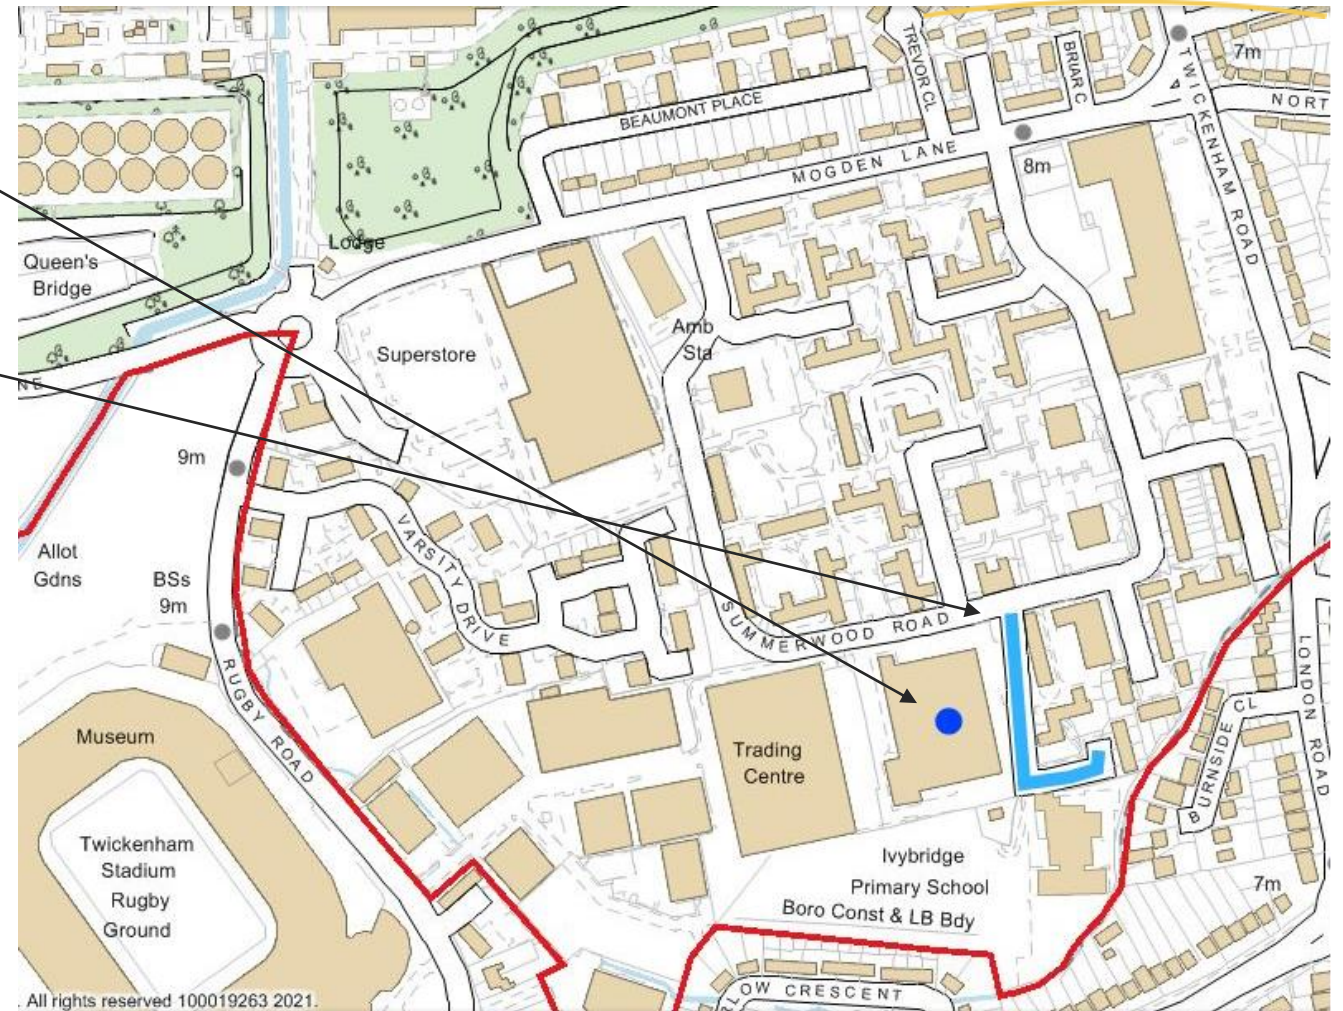 TREVOR CL
BRIAR C
7m
TWICKENHAM ROAD
NORT
BEAUMONT PLACE
MOGDEN LANE
8m
Lodge
Queen's
Bridge
Amb
Sta
Superstore
NE
9m
VARSITY DRIVE
Allot
Gdns
BSs
9m
SUMMERWOOD ROAD
RUGBY ROAD
LONDON ROAD
BURNSIDE CL
Museum
Trading
Centre
Twickenham
Stadium
Rugby
Ground
Ivybridge
Primary School
Boro Const & LB Bdy
7m
LOW CRESCENT
. All rights reserved 100019263 2021.